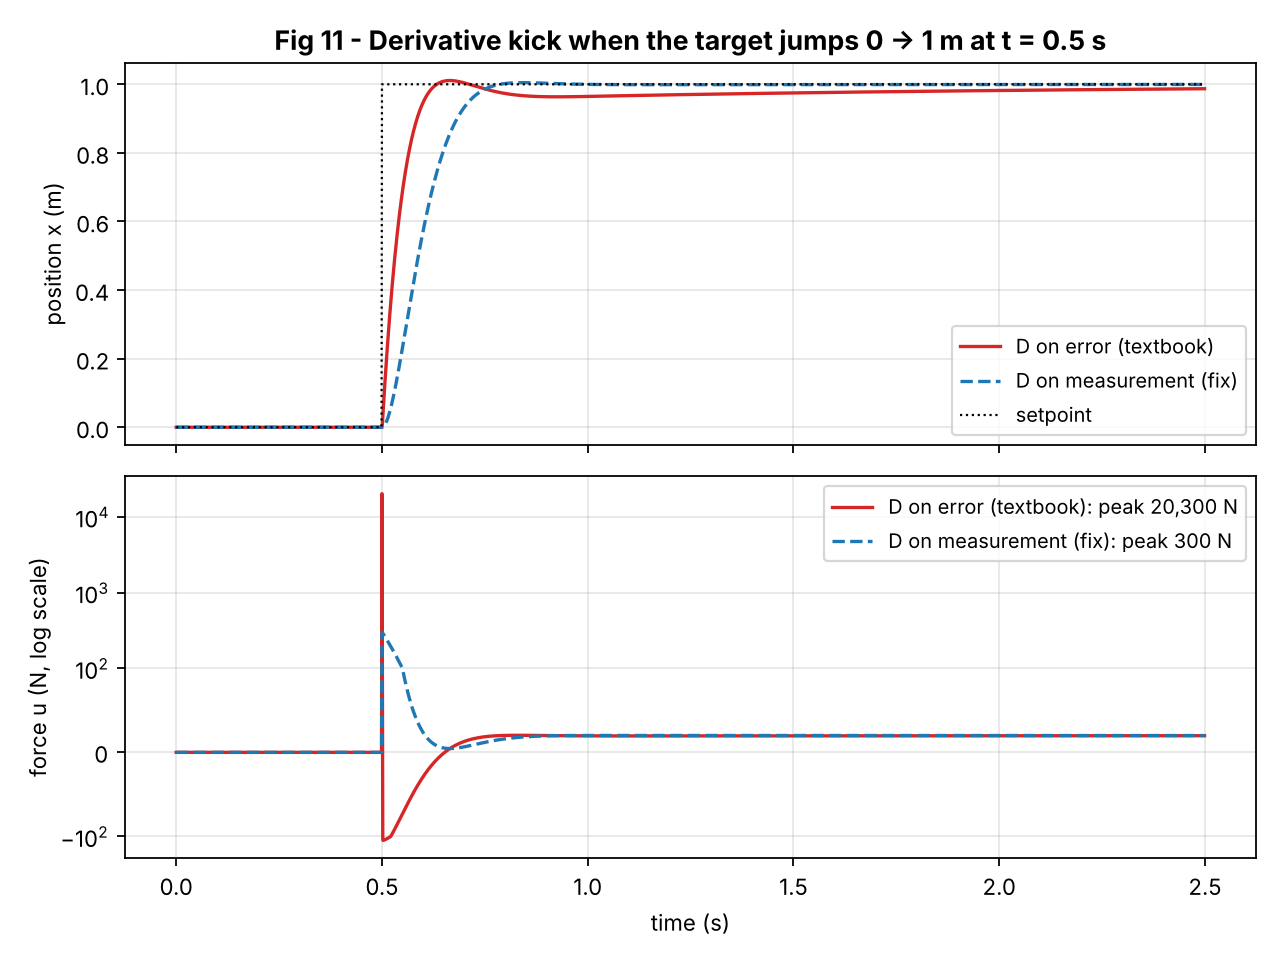 Fig 11 - Derivative kick when the target jumps 0 → 1 m at t = 0.5 s
position x (m)
1.0
0.8
0.6
0.4
0.2
0.0
D on error (textbook)
D on measurement (fix)
setpoint
force u (N, log scale)
10⁴
10³
10²
0
−10²
D on error (textbook): peak 20,300 N
D on measurement (fix): peak 300 N
0.0 0.5 1.0 1.5 2.0 2.5
time (s)